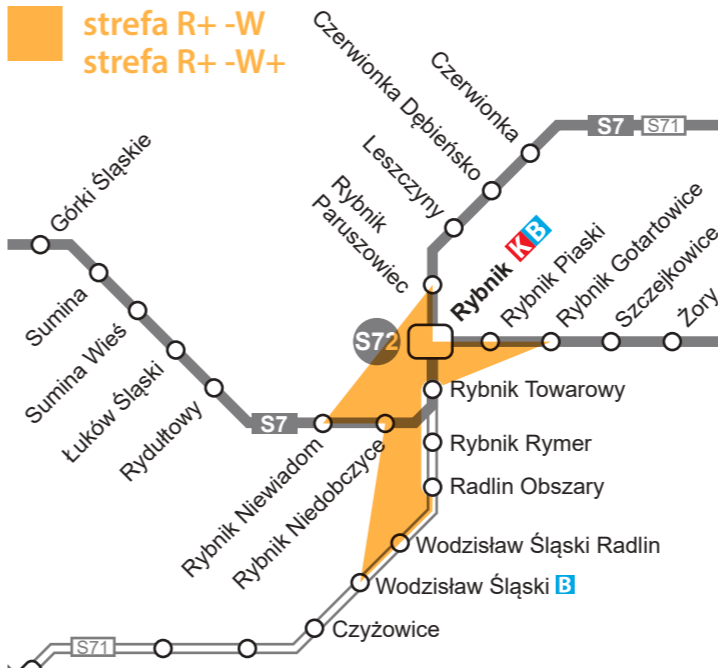 strefa R+ -W
strefa R+ -W+
Czerwionka
Czerwionka Dębieńsko
Leszczyny
S7
S71
Rybnik
Paruszowiec
Górki Śląskie
Sumina
Sumina Wieś
Łuków Śląski
Rydułtowy
S72
Rybnik K B
Rybnik Piaski
Rybnik Gotartowice
Szczejkowice
Żory
Rybnik Towarowy
S7
Rybnik Niewiadom
Rybnik Niedobczyce
Rybnik Rymer
Radlin Obszary
Wodzisław Śląski Radlin
Wodzisław Śląski B
Czyżowice
S71